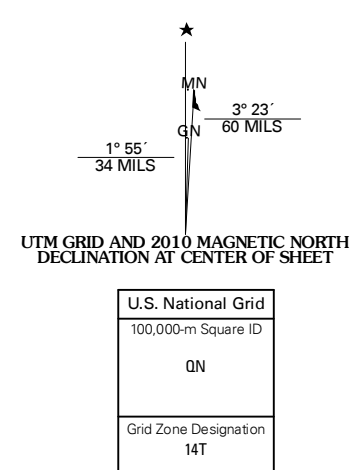 ★
MN
3° 23´
60 MILS
GN
1° 55´
34 MILS
UTM GRID AND 2010 MAGNETIC NORTH
DECLINATION AT CENTER OF SHEET
U.S. National Grid
100,000-m Square ID
QN
Grid Zone Designation
14T